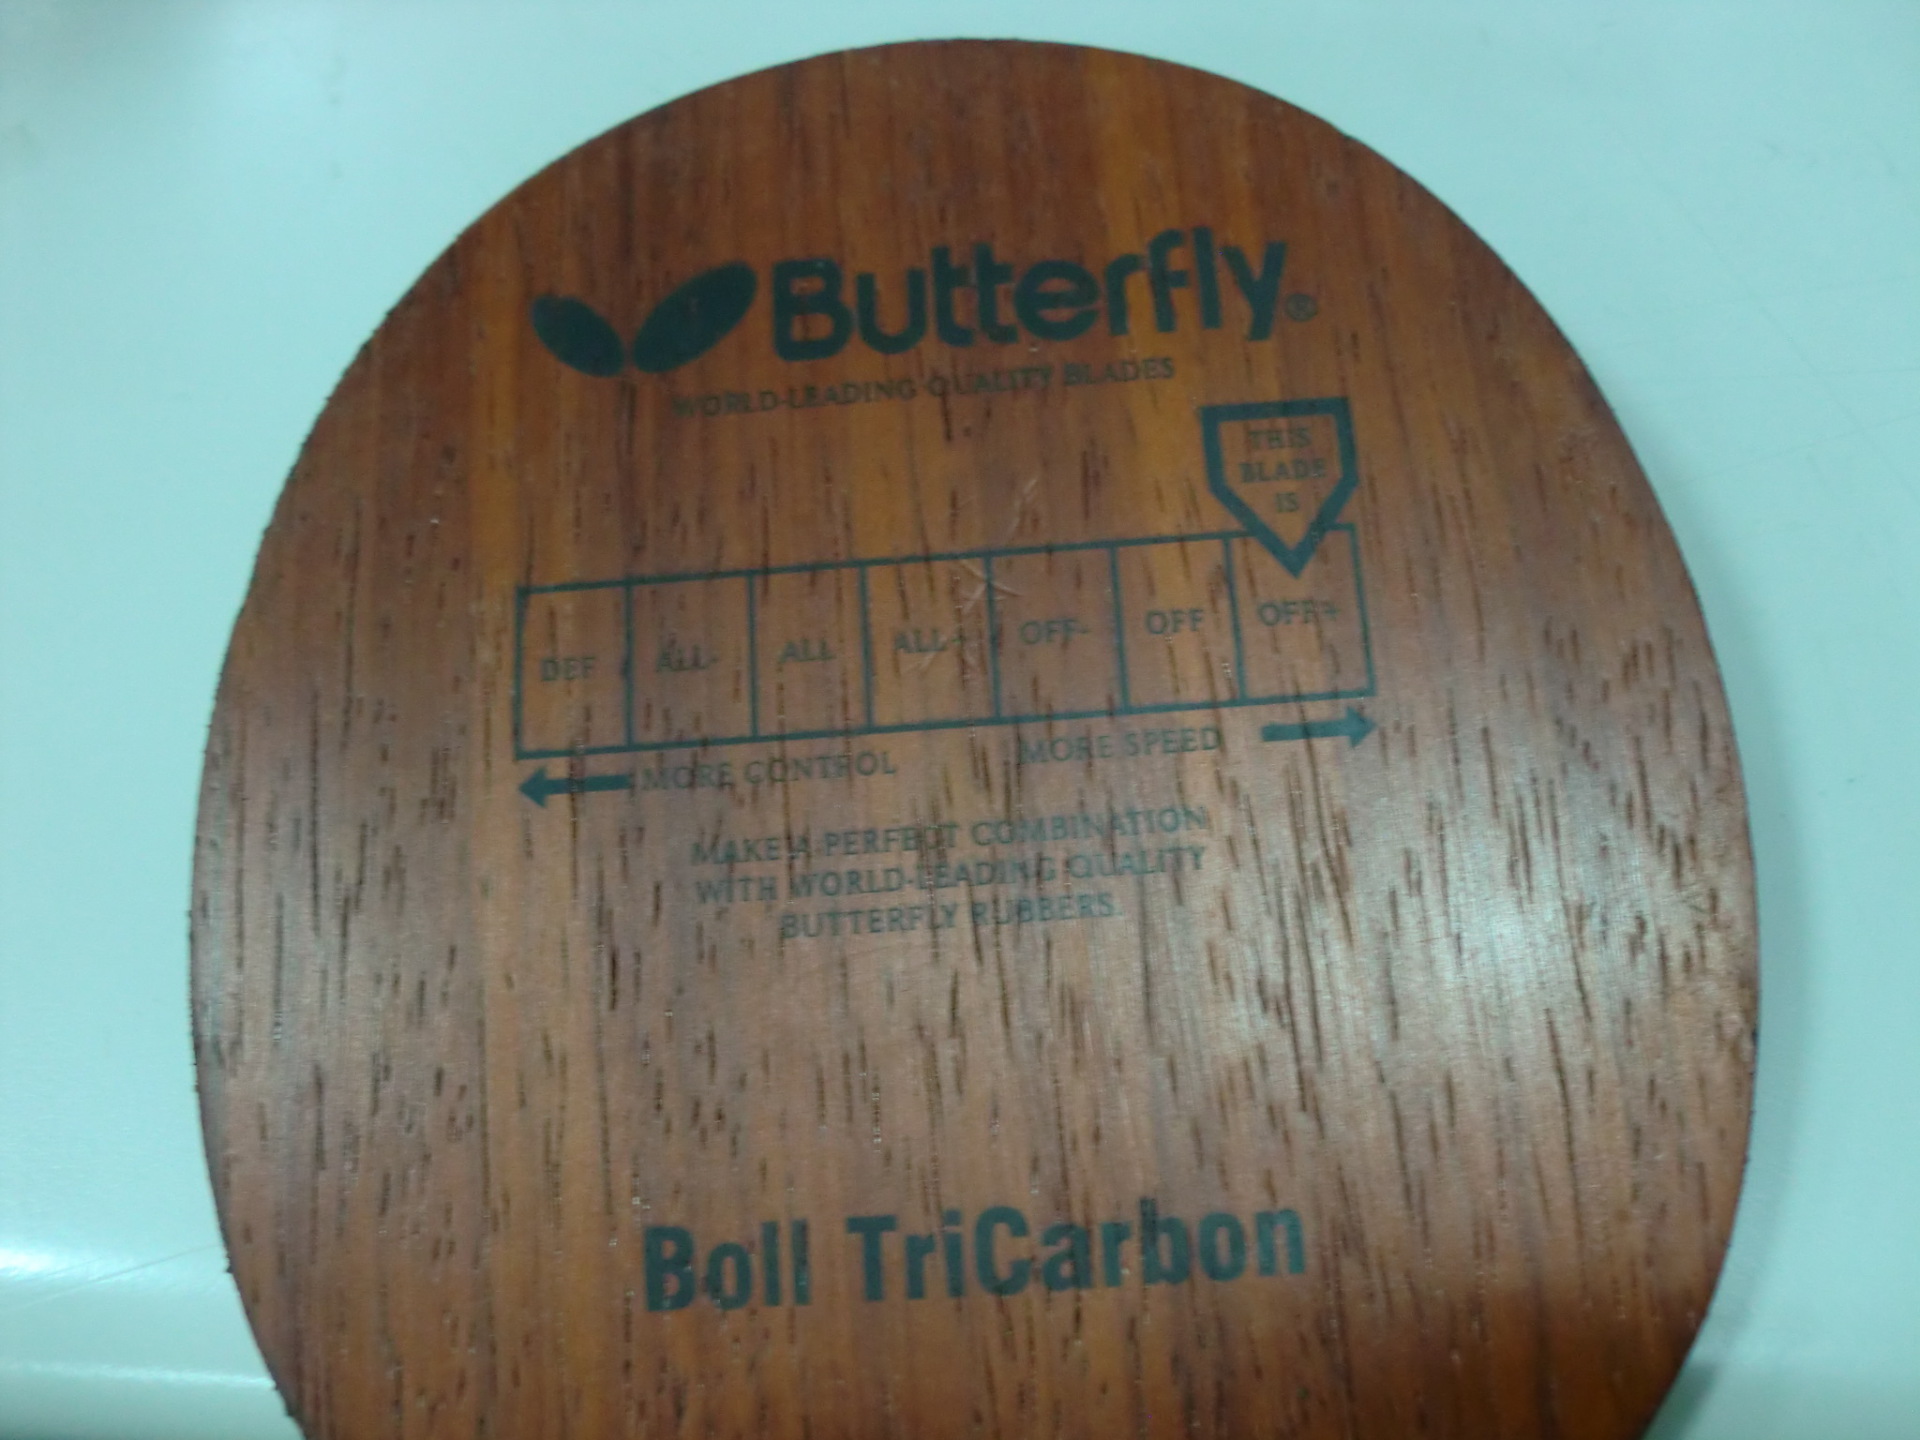 Butterfly®
WORLD-LEADING QUALITY BLADES
THIS
BLADE
IS
DEF ALL- ALL ALL+ OFF- OFF OFF+
MORE CONTROL MORE SPEED
MAKE A PERFECT COMBINATION
WITH WORLD-LEADING QUALITY
BUTTERFLY RUBBERS.
Boll TriCarbon